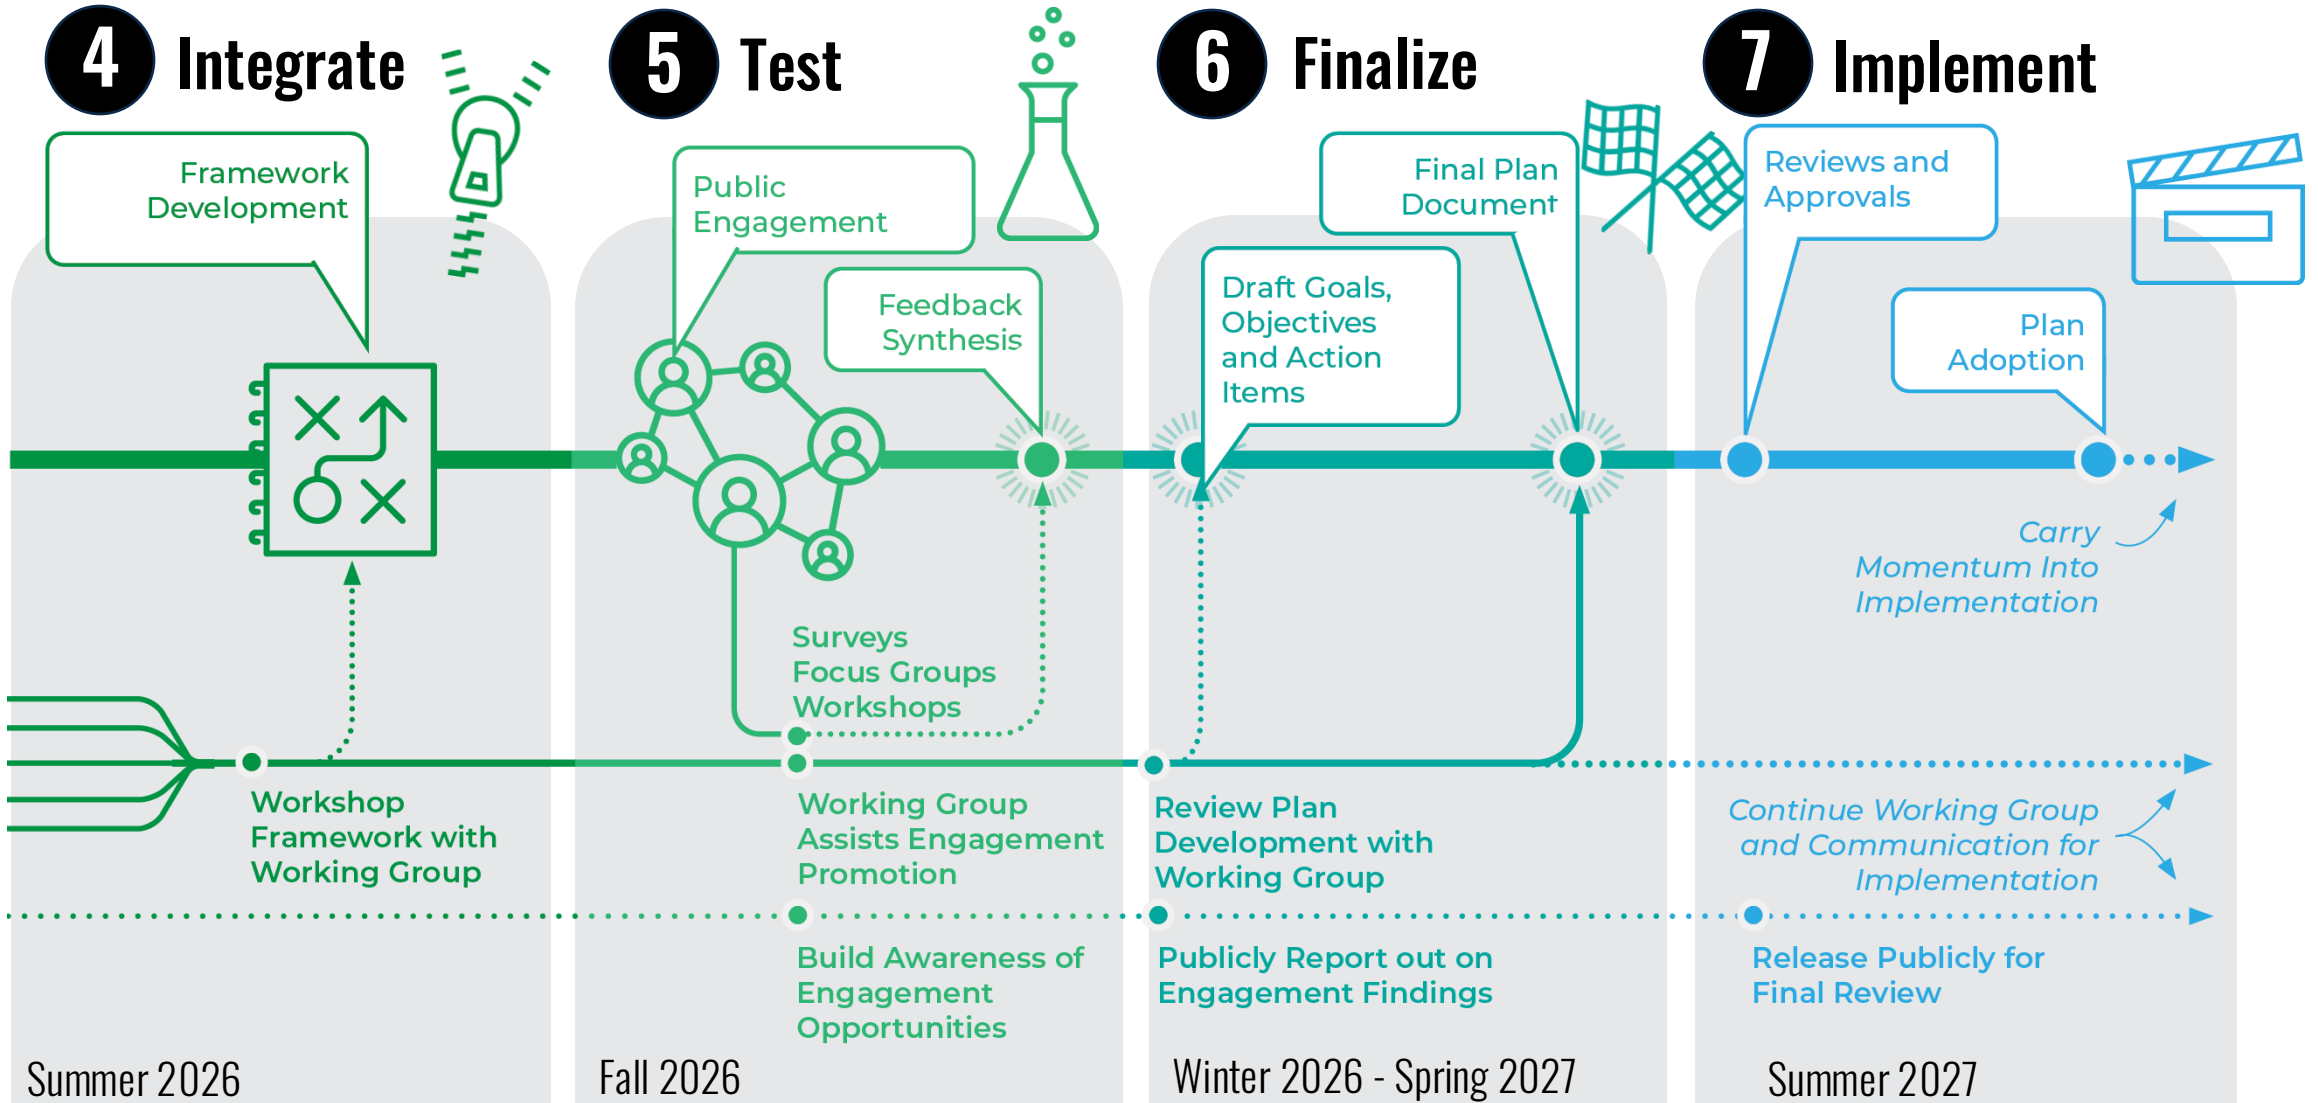 4 Integrate
Framework
Development
Workshop
Framework with
Working Group
Summer 2026
5 Test
Public
Engagement
Feedback
Synthesis
Surveys
Focus Groups
Workshops
Working Group
Assists Engagement
Promotion
Build Awareness of
Engagement
Opportunities
Fall 2026
6 Finalize
Final Plan
Document
Draft Goals,
Objectives
and Action
Items
Review Plan
Development with
Working Group
Publicly Report out on
Engagement Findings
Winter 2026 - Spring 2027
7 Implement
Reviews and
Approvals
Plan
Adoption
Carry
Momentum Into
Implementation
Continue Working Group
and Communication for
Implementation
Release Publicly for
Final Review
Summer 2027